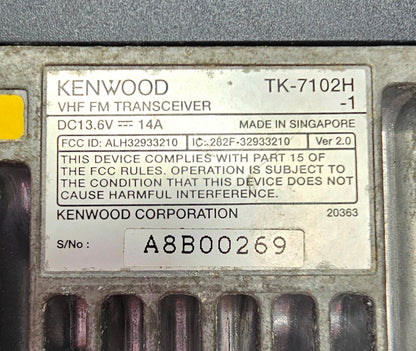 KENWOOD TK-7102H
VHF FM TRANSCEIVER -1
DC13.6V ⎓ 14A MADE IN SINGAPORE
FCC ID: ALH32933210 IC: 282F-32933210 Ver 2.0
THIS DEVICE COMPLIES WITH PART 15 OF
THE FCC RULES. OPERATION IS SUBJECT TO
THE CONDITION THAT THIS DEVICE DOES NOT
CAUSE HARMFUL INTERFERENCE.
KENWOOD CORPORATION 20363
S/No : A8B00269